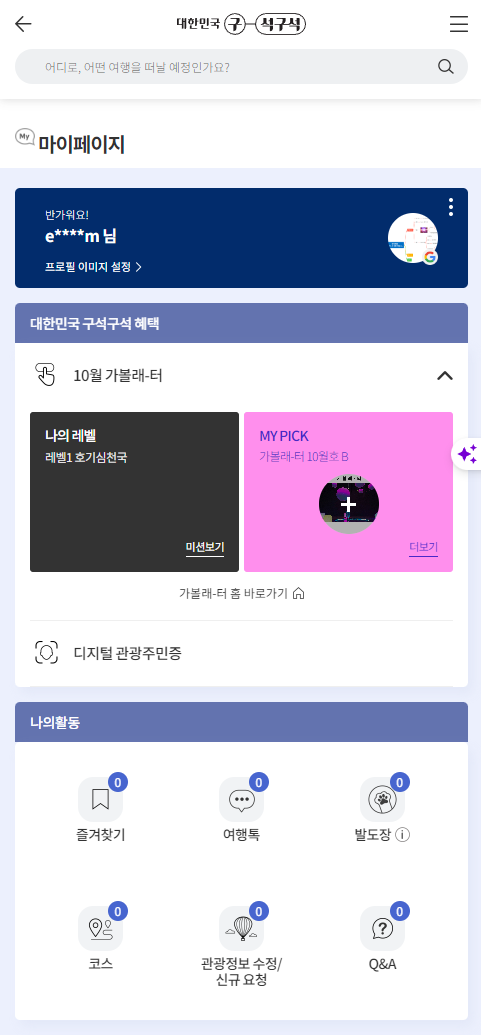 대한민국 구석구석
어디로, 어떤 여행을 떠날 예정인가요?
My 마이페이지
반가워요!
e****m 님
프로필 이미지 설정
대한민국 구석구석 혜택
10월 가볼래-터
나의 레벨
레벨1 호기심천국
미션보기
MY PICK
가볼래-터 10월호 B
더보기
가볼래-터 홈 바로가기
디지털 관광주민증
나의활동
0
0
0
즐겨찾기
여행톡
발도장
0
0
0
코스
관광정보 수정/
신규 요청
Q&A